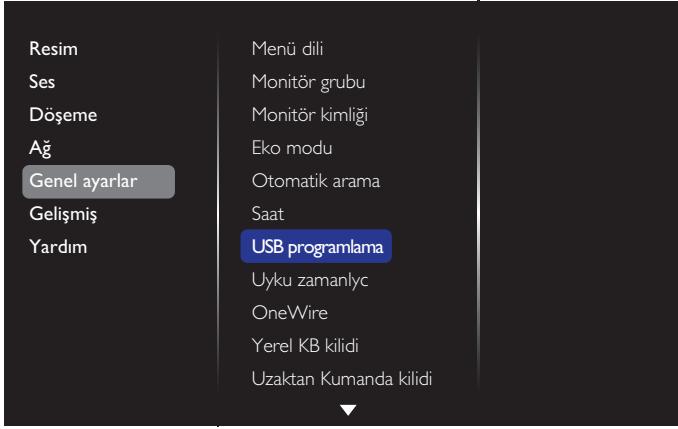 Resim
Ses
Döşeme
Ağ
Genel ayarlar
Gelişmiş
Yardım
Menü dili
Monitör grubu
Monitör kimliği
Eko modu
Otomatik arama
Saat
USB programlama
Uyku zamanlyc
OneWire
Yerel KB kilidi
Uzaktan Kumanda kilidi